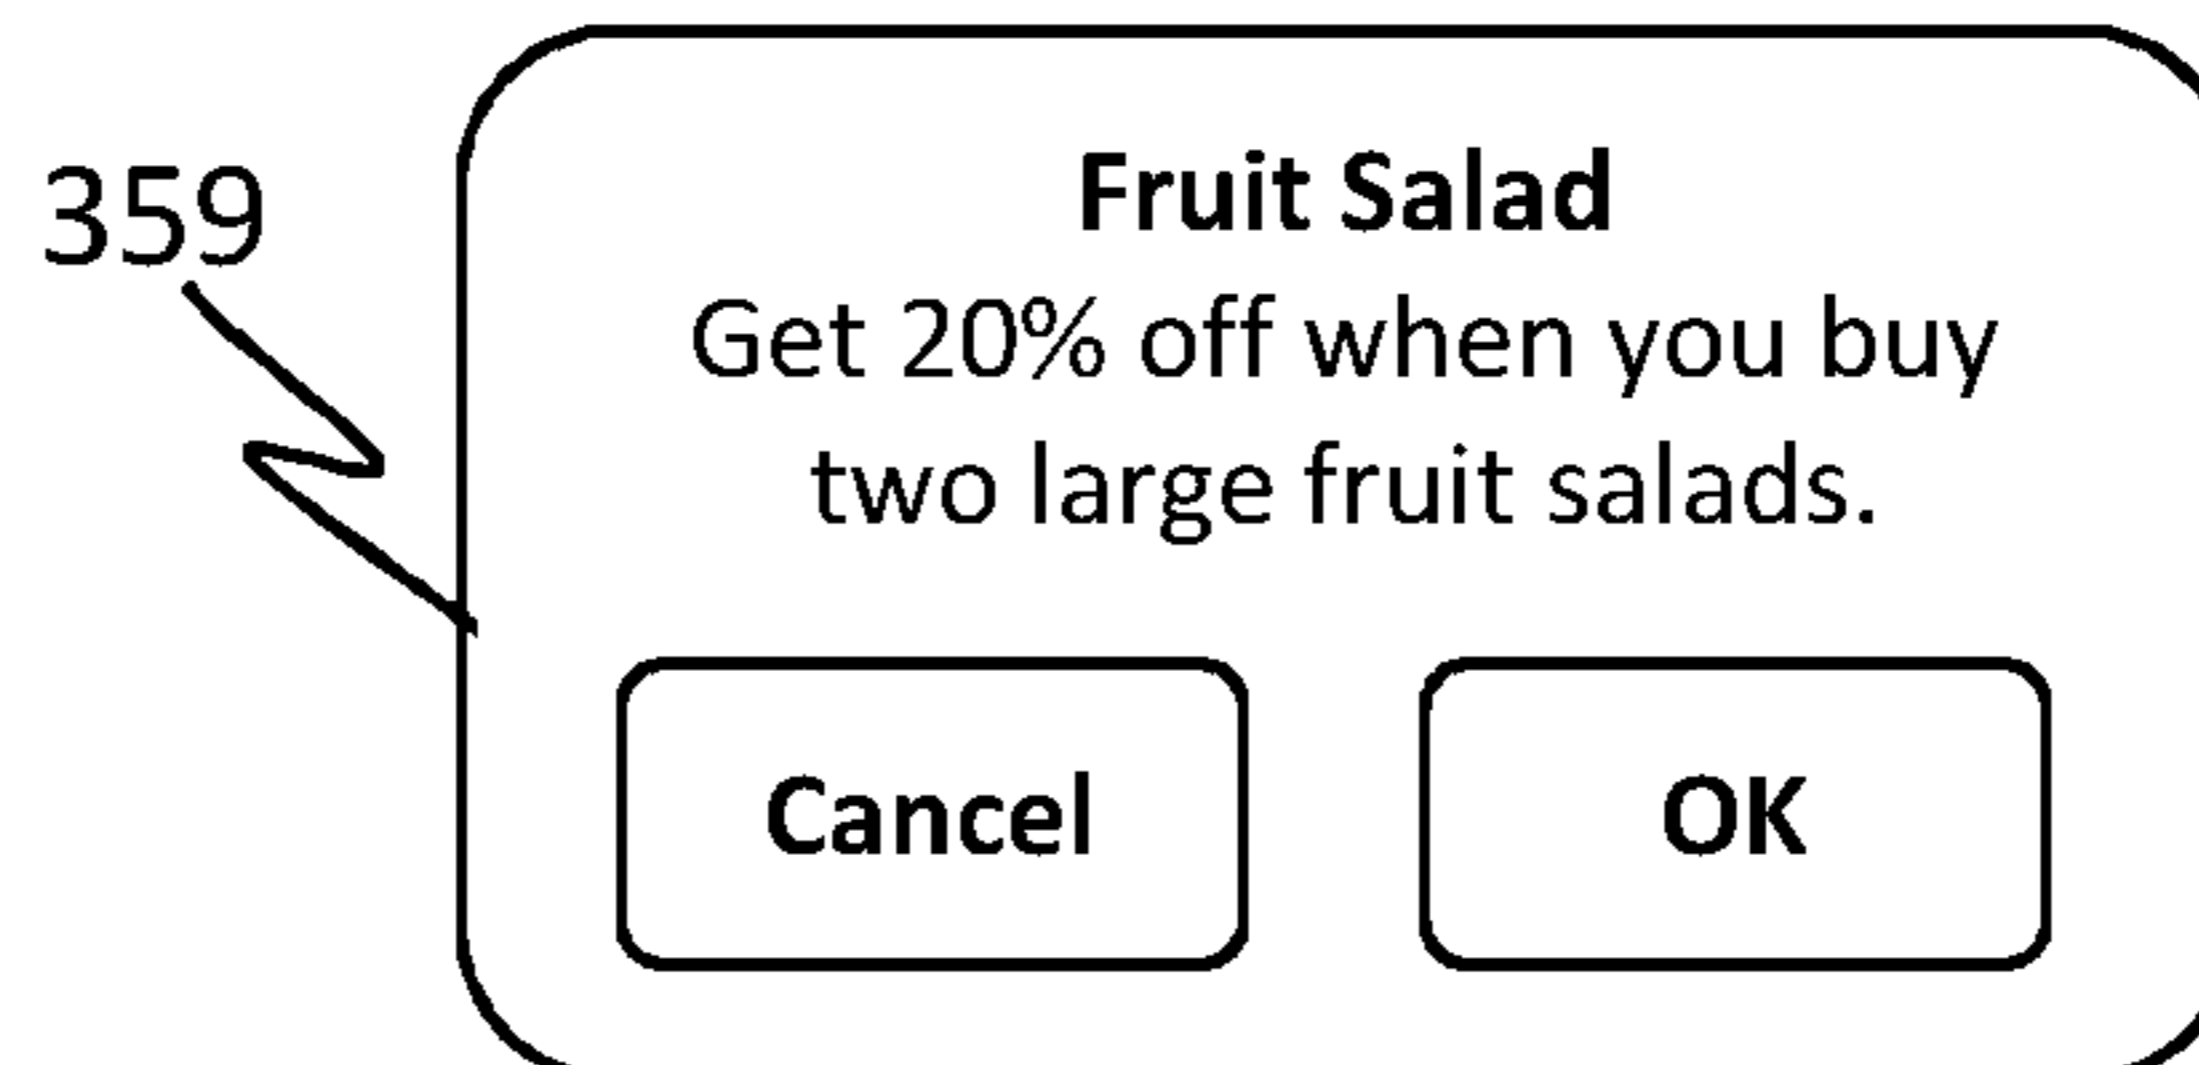 359
Fruit Salad
Get 20% off when you buy
two large fruit salads.
Cancel
OK